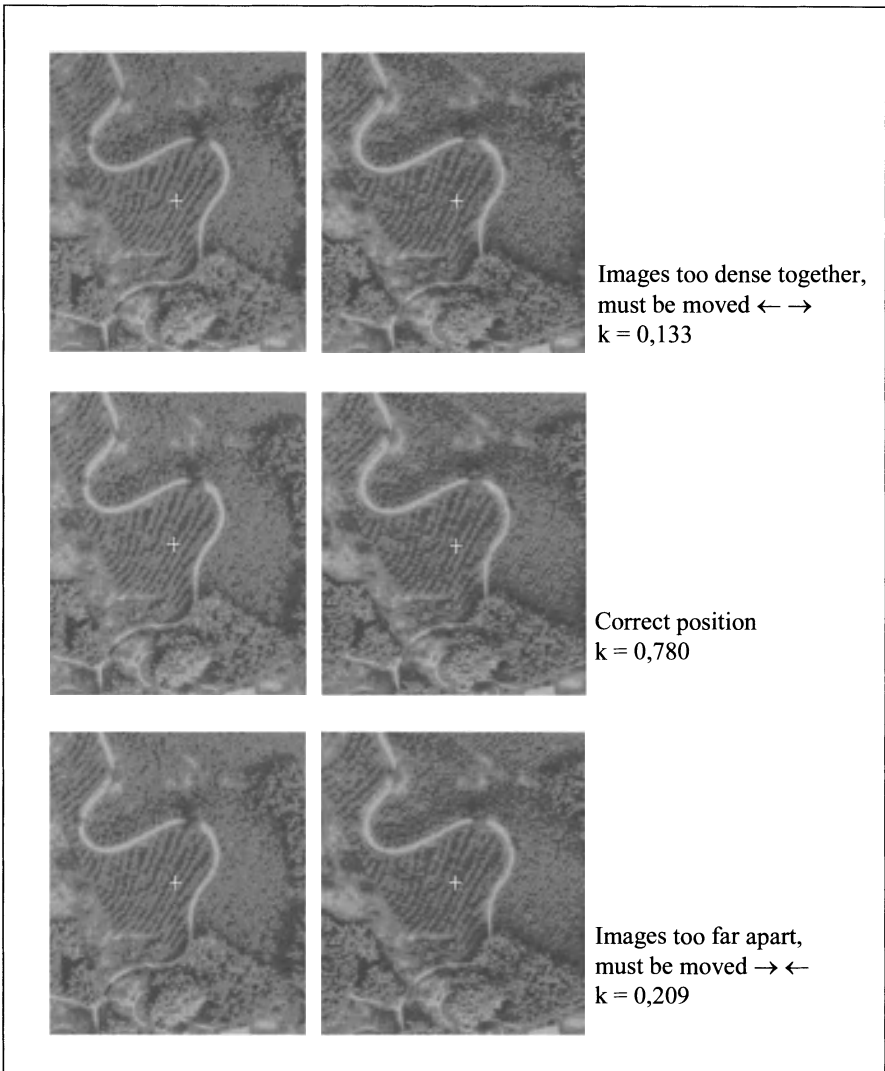 Images too dense together,
must be moved ← →
k = 0,133
Correct position
k = 0,780
Images too far apart,
must be moved → ←
k = 0,209